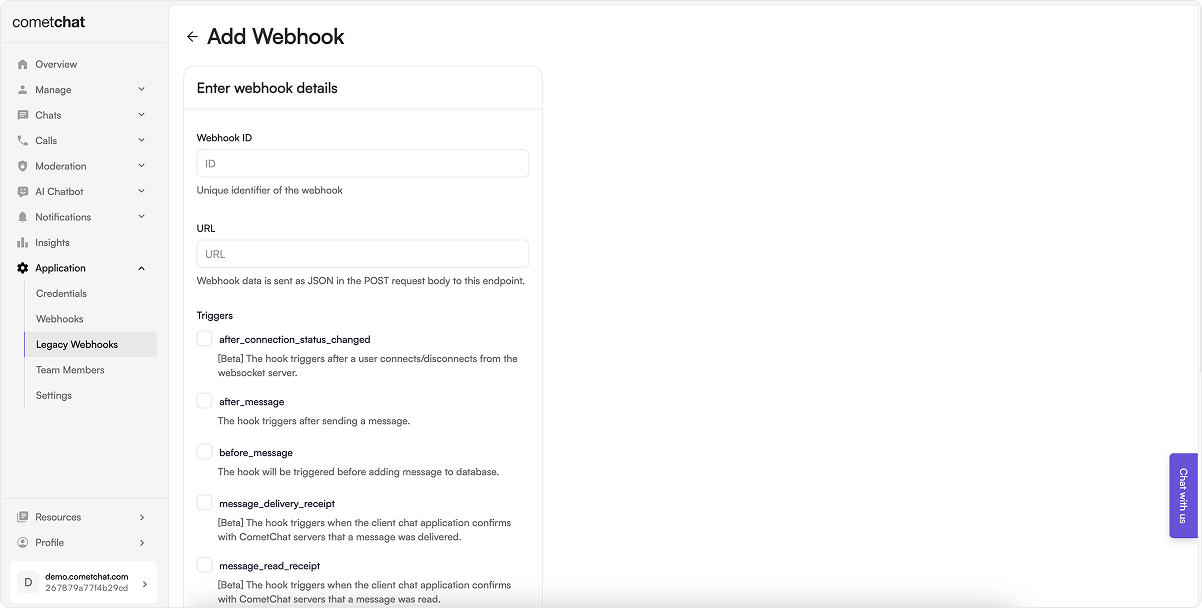 cometchat
Overview
Manage
Chats
Calls
Moderation
AI Chatbot
Notifications
Insights
Application
Credentials
Webhooks
Legacy Webhooks
Team Members
Settings
Resources
Profile
D
demo.cometchat.com
267879a77f4b29cd
← Add Webhook
Enter webhook details
Webhook ID
ID
Unique identifier of the webhook
URL
URL
Webhook data is sent as JSON in the POST request body to this endpoint.
Triggers
after_connection_status_changed
[Beta] The hook triggers after a user connects/disconnects from the
websocket server.
after_message
The hook triggers after sending a message.
before_message
The hook will be triggered before adding message to database.
message_delivery_receipt
[Beta] The hook triggers when the client chat application confirms
with CometChat servers that a message was delivered.
message_read_receipt
[Beta] The hook triggers when the client chat application confirms
with CometChat servers that a message was read.
Chat with us